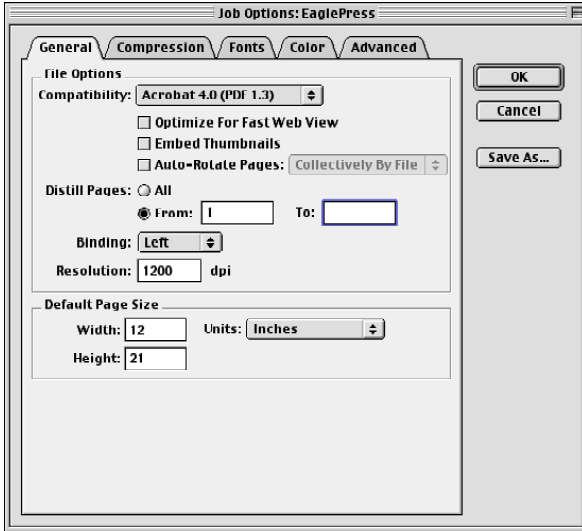 Job Options: EaglePress
General Compression Fonts Color Advanced
File Options
Compatibility: Acrobat 4.0 (PDF 1.3)
Optimize For Fast Web View
Embed Thumbnails
Auto-Rotate Pages: Collectively By File
Distill Pages: All
From: 1 To:
Binding: Left
Resolution: 1200 dpi
Default Page Size
Width: 12 Units: Inches
Height: 21
OK
Cancel
Save As...